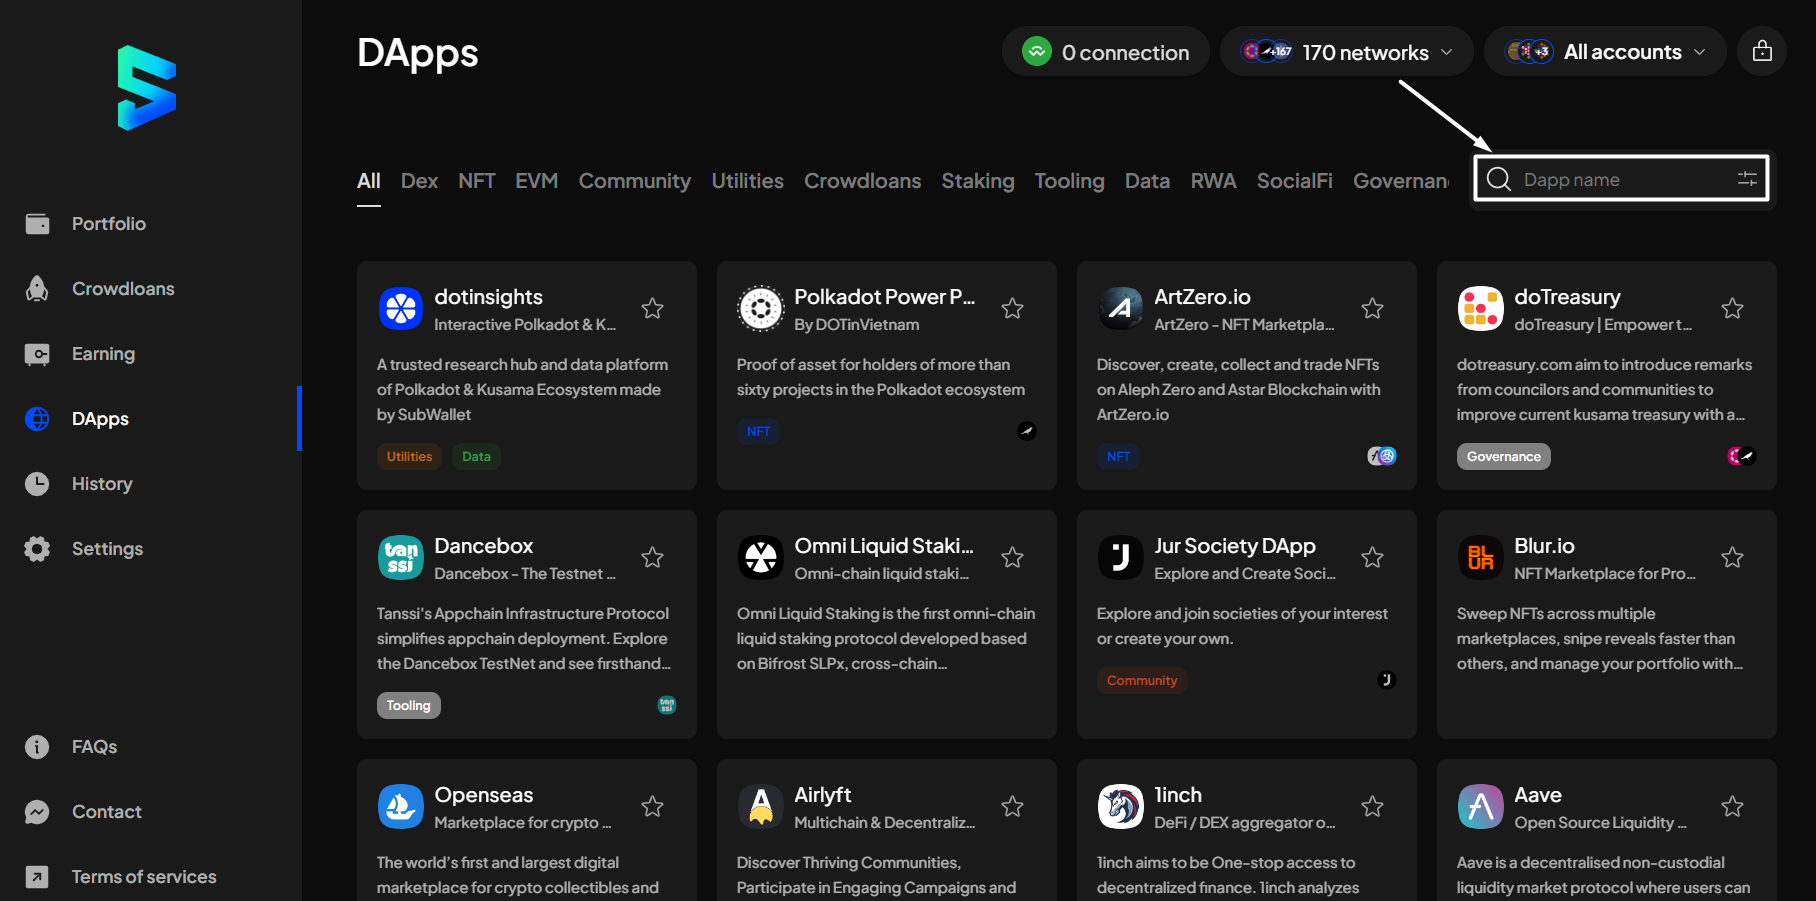 DApps
0 connection
+167
170 networks
+3
All accounts
All
Dex
NFT
EVM
Community
Utilities
Crowdloans
Staking
Tooling
Data
RWA
SocialFi
Governan
Dapp name
Portfolio
Crowdloans
Earning
DApps
History
Settings
FAQs
Contact
Terms of services
dotinsights
Interactive Polkadot & K...
A trusted research hub and data platform
of Polkadot & Kusama Ecosystem made
by SubWallet
Utilities
Data
Polkadot Power P...
By DOTinVietnam
Proof of asset for holders of more than
sixty projects in the Polkadot ecosystem
NFT
ArtZero.io
ArtZero - NFT Marketpla...
Discover, create, collect and trade NFTs
on Aleph Zero and Astar Blockchain with
ArtZero.io
NFT
doTreasury
doTreasury | Empower t...
dotreasury.com aim to introduce remarks
from councilors and communities to
improve current kusama treasury with a...
Governance
tan
ssi
Dancebox
Dancebox - The Testnet ...
Tanssi's Appchain Infrastructure Protocol
simplifies appchain deployment. Explore
the Dancebox TestNet and see firsthand...
Tooling
tan
ssi
Omni Liquid Staki...
Omni-chain liquid staki...
Omni Liquid Staking is the first omni-chain
liquid staking protocol developed based
on Bifrost SLPx, cross-chain...
Jur Society DApp
Explore and Create Soci...
Explore and join societies of your interest
or create your own.
Community
BL
UR
Blur.io
NFT Marketplace for Pro...
Sweep NFTs across multiple
marketplaces, snipe reveals faster than
others, and manage your portfolio with...
Openseas
Marketplace for crypto ...
The world's first and largest digital
marketplace for crypto collectibles and
Airlyft
Multichain & Decentraliz...
Discover Thriving Communities,
Participate in Engaging Campaigns and
1inch
DeFi / DEX aggregator o...
1inch aims to be One-stop access to
decentralized finance. 1inch analyzes
Aave
Open Source Liquidity ...
Aave is a decentralised non-custodial
liquidity market protocol where users can